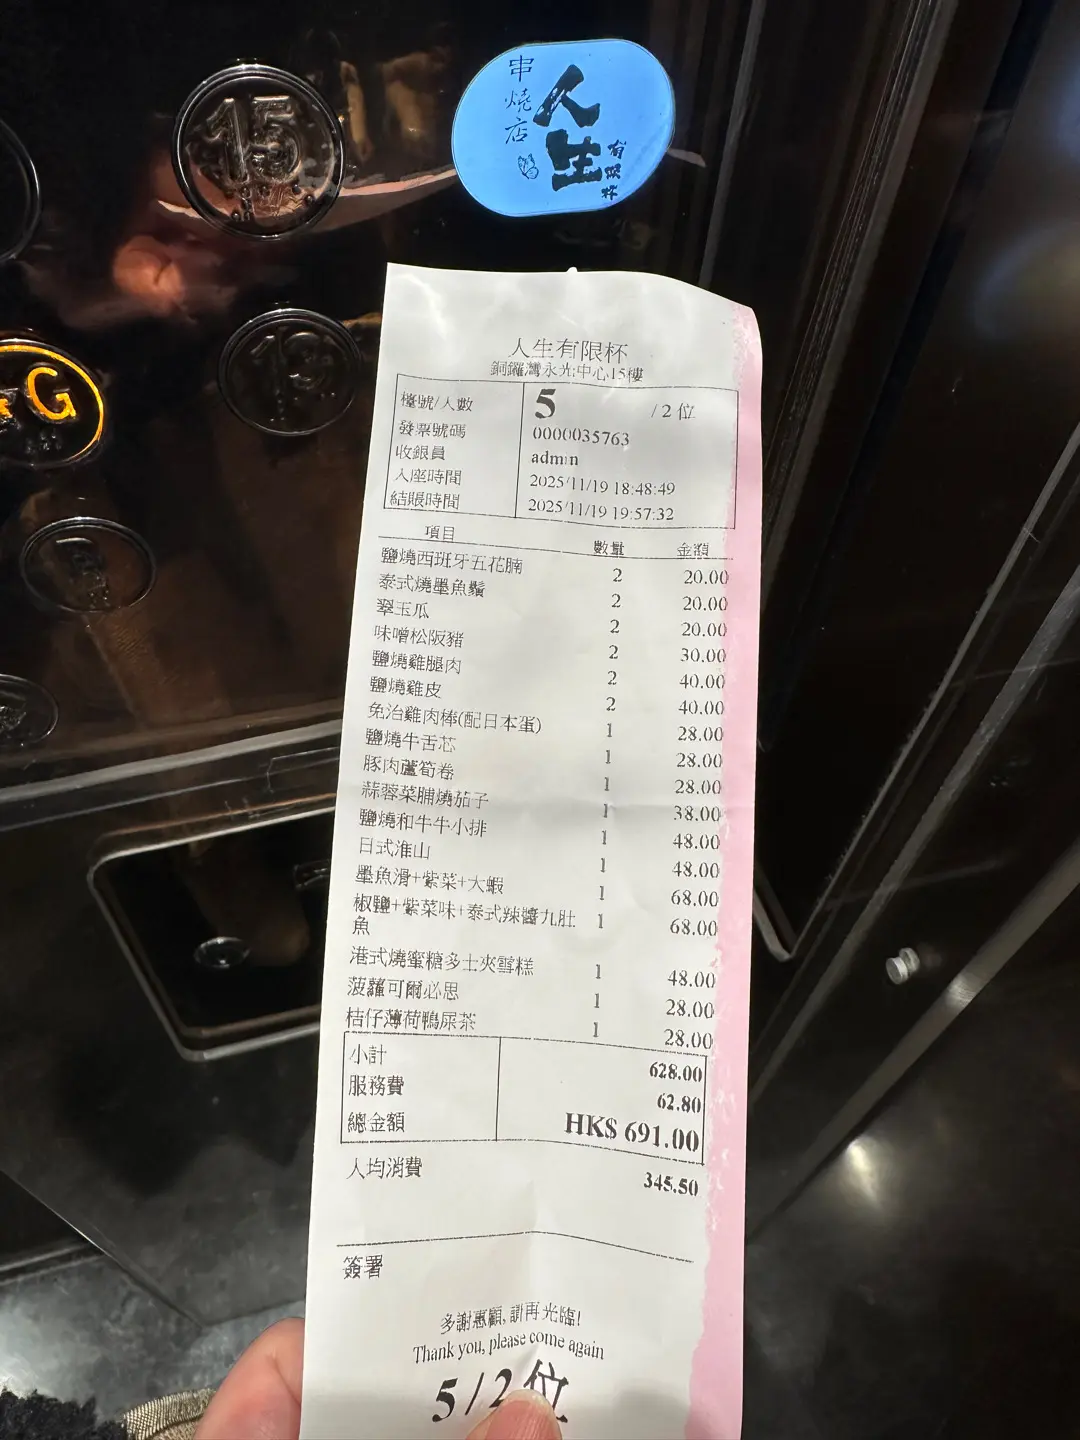 15
串燒店
人生
有限杯
13
G
人生有限杯
銅鑼灣永光中心15樓
檯號/人數 5 /2 位
發票號碼 0000035763
收銀員 admin
入座時間 2025/11/19 18:48:49
結賬時間 2025/11/19 19:57:32
項目 數量 金額
鹽燒西班牙五花腩 2 20.00
泰式燒墨魚鬚 2 20.00
翠玉瓜 2 20.00
味噌松阪豬 2 30.00
鹽燒雞腿肉 2 40.00
鹽燒雞皮 2 40.00
免治雞肉棒(配日本蛋) 1 28.00
鹽燒牛舌芯 1 28.00
豚肉蘆筍卷 1 28.00
蒜蓉菜脯燒茄子 1 38.00
鹽燒和牛牛小排 1 48.00
日式淮山 1 48.00
墨魚滑+紫菜+大蝦 1 68.00
椒鹽+紫菜味+泰式辣醬九肚 1 68.00
魚
港式燒蜜糖多士夾雪糕 1 48.00
菠蘿可爾必思 1 28.00
桔仔薄荷鴨屎茶 1 28.00
小計 628.00
服務費 62.80
總金額 HK$ 691.00
人均消費 345.50
簽署
多謝惠顧, 請再光臨!
Thank you, please come again
5 / 2 位